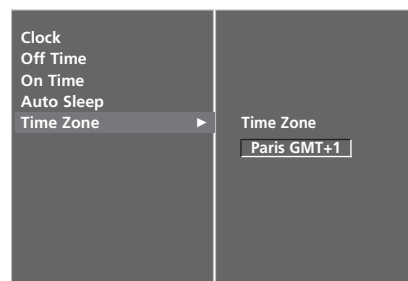 Clock
Off Time
On Time
Auto Sleep
Time Zone ►
Time Zone
Paris GMT+1